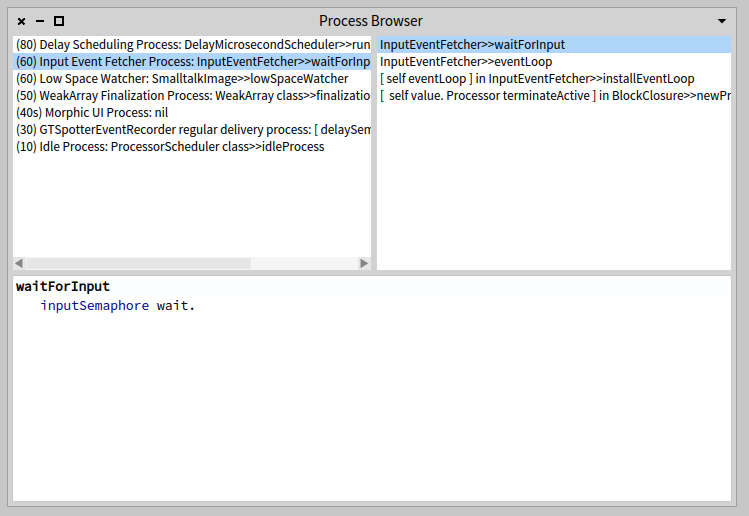 Process Browser
(80) Delay Scheduling Process: DelayMicrosecondScheduler>>run
(60) Input Event Fetcher Process: InputEventFetcher>>waitForInp
(60) Low Space Watcher: SmalltalkImage>>lowSpaceWatcher
(50) WeakArray Finalization Process: WeakArray class>>finalizatio
(40s) Morphic UI Process: nil
(30) GTSpotterEventRecorder regular delivery process: [ delaySem
(10) Idle Process: ProcessorScheduler class>>idleProcess
InputEventFetcher>>waitForInput
InputEventFetcher>>eventLoop
[ self eventLoop ] in InputEventFetcher>>installEventLoop
[ self value. Processor terminateActive ] in BlockClosure>>newPr
waitForInput
inputSemaphore wait.